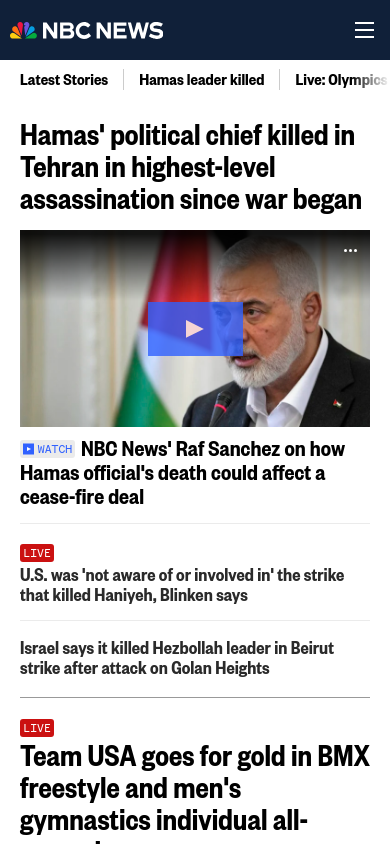 NBC NEWS
Latest Stories
Hamas leader killed
Live: Olympics
Hamas' political chief killed in
Tehran in highest-level
assassination since war began
WATCH NBC News' Raf Sanchez on how
Hamas official's death could affect a
cease-fire deal
LIVE
U.S. was 'not aware of or involved in' the strike
that killed Haniyeh, Blinken says
Israel says it killed Hezbollah leader in Beirut
strike after attack on Golan Heights
LIVE
Team USA goes for gold in BMX
freestyle and men's
gymnastics individual all-